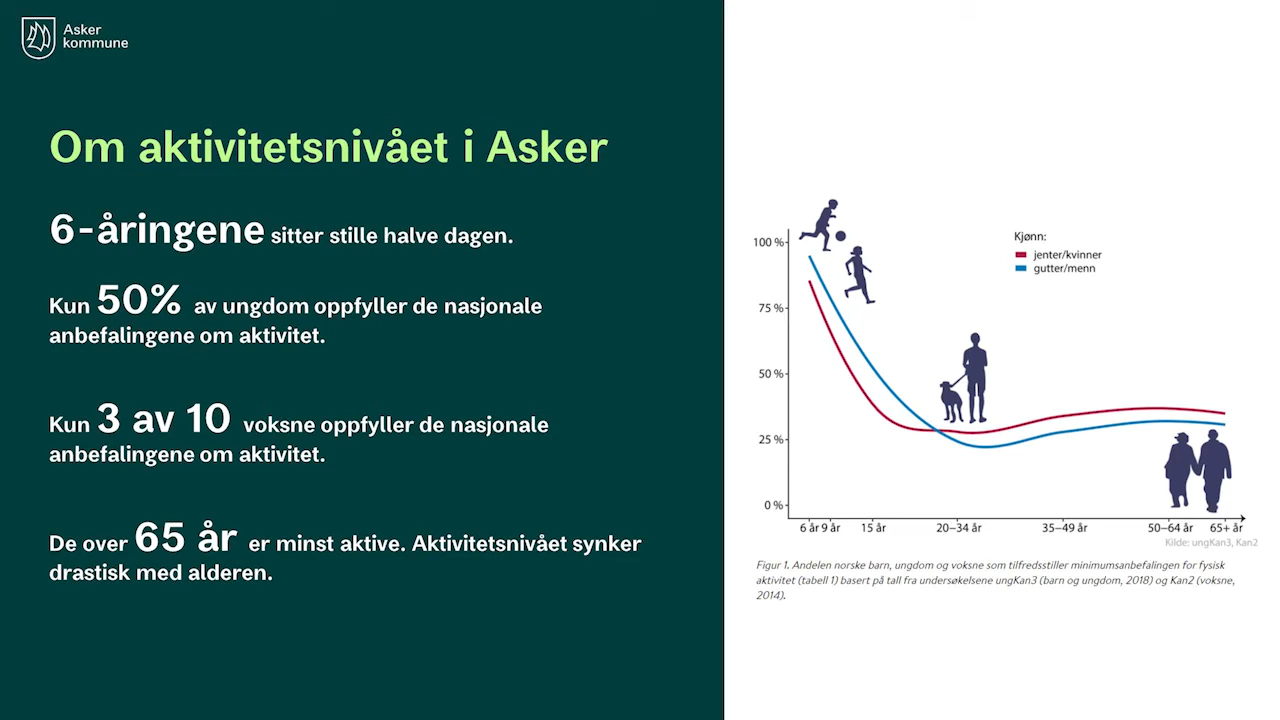 Asker
kommune
Om aktivitetsnivået i Asker
6-åringene sitter stille halve dagen.
Kun 50% av ungdom oppfyller de nasjonale
anbefalingene om aktivitet.
Kun 3 av 10 voksne oppfyller de nasjonale
anbefalingene om aktivitet.
De over 65 år er minst aktive. Aktivitetsnivået synker
drastisk med alderen.
Kjønn:
jenter/kvinner
gutter/menn
100 %
75 %
50 %
25 %
0 %
6 år 9 år 15 år 20–34 år 35–49 år 50–64 år 65+ år
Kilde: ungKan3, Kan2
Figur 1. Andelen norske barn, ungdom og voksne som tilfredsstiller minimumsanbefalingen for fysisk
aktivitet (tabell 1) basert på tall fra undersøkelsene ungKan3 (barn og ungdom, 2018) og Kan2 (voksne,
2014).